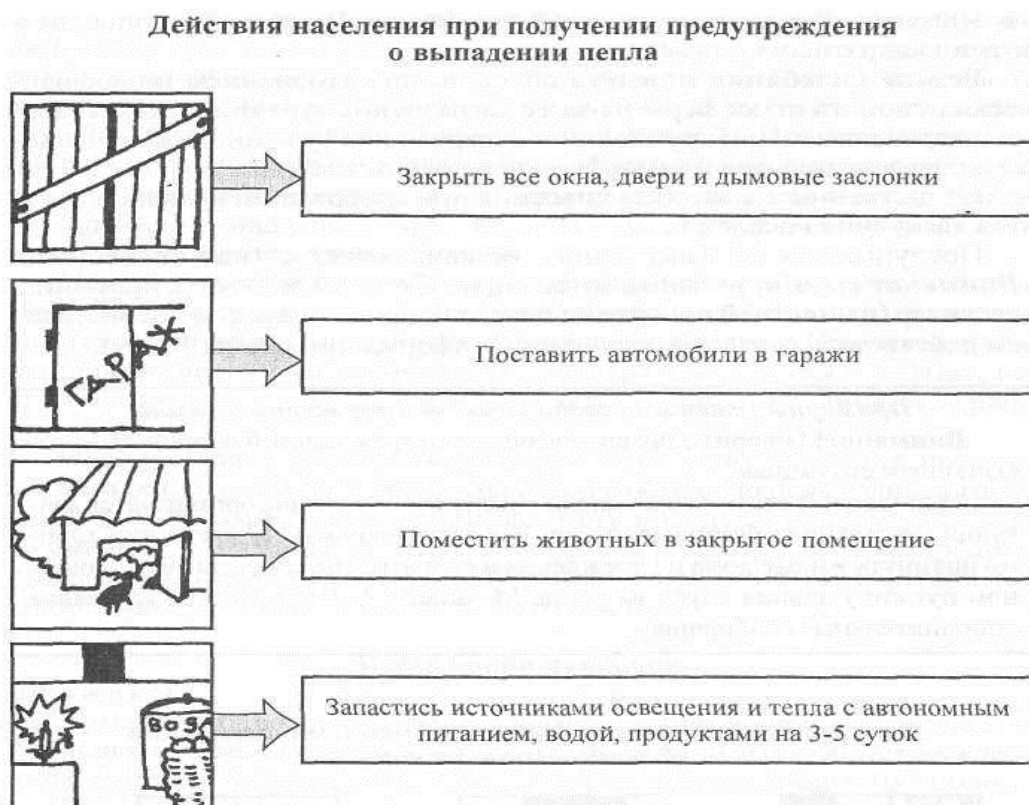 Действия населения при получении предупреждения
о выпадении пепла
Закрыть все окна, двери и дымовые заслонки
ГАРАЖ
Поставить автомобили в гаражи
Поместить животных в закрытое помещение
Запастись источниками освещения и тепла с автономным
питанием, водой, продуктами на 3-5 суток